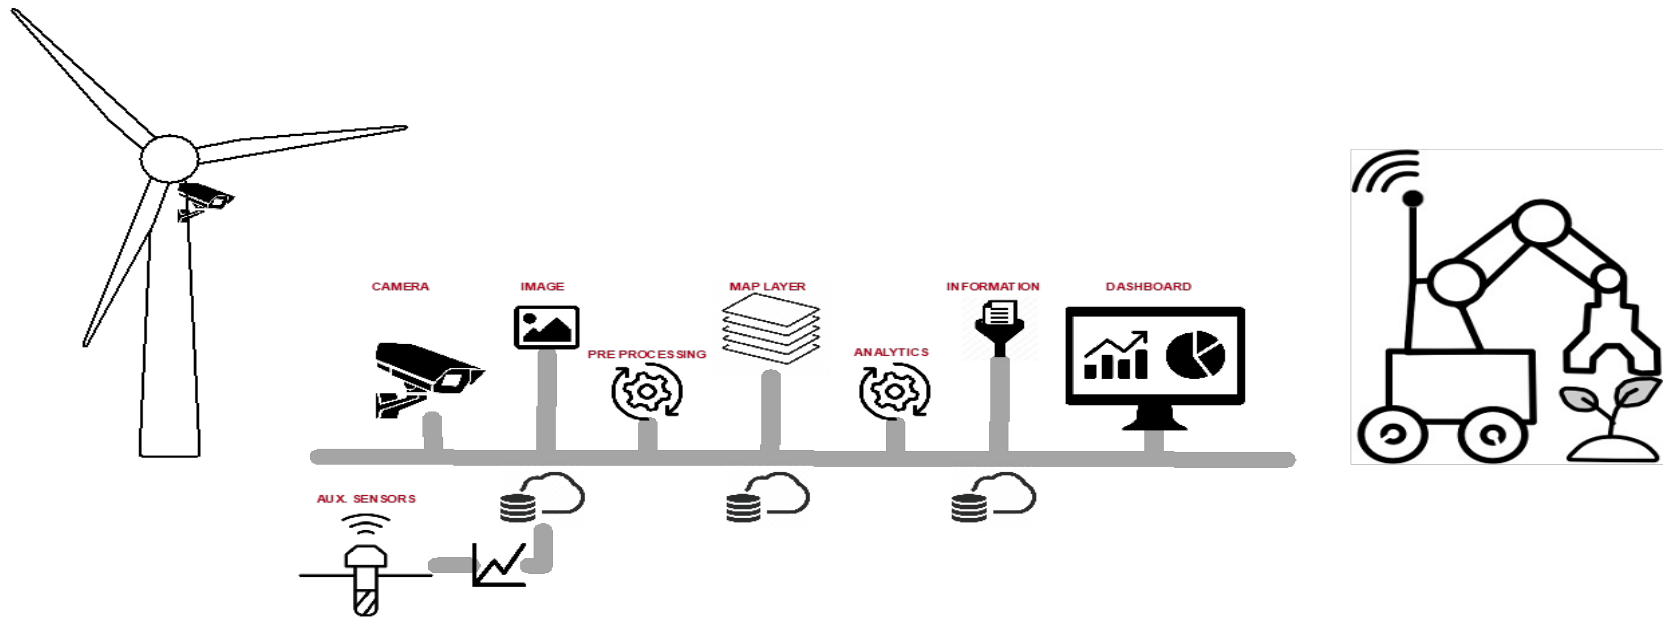 CAMERA
IMAGE
MAP LAYER
INFORMATION
DASHBOARD
PRE PROCESSING
ANALYTICS
AUX. SENSORS